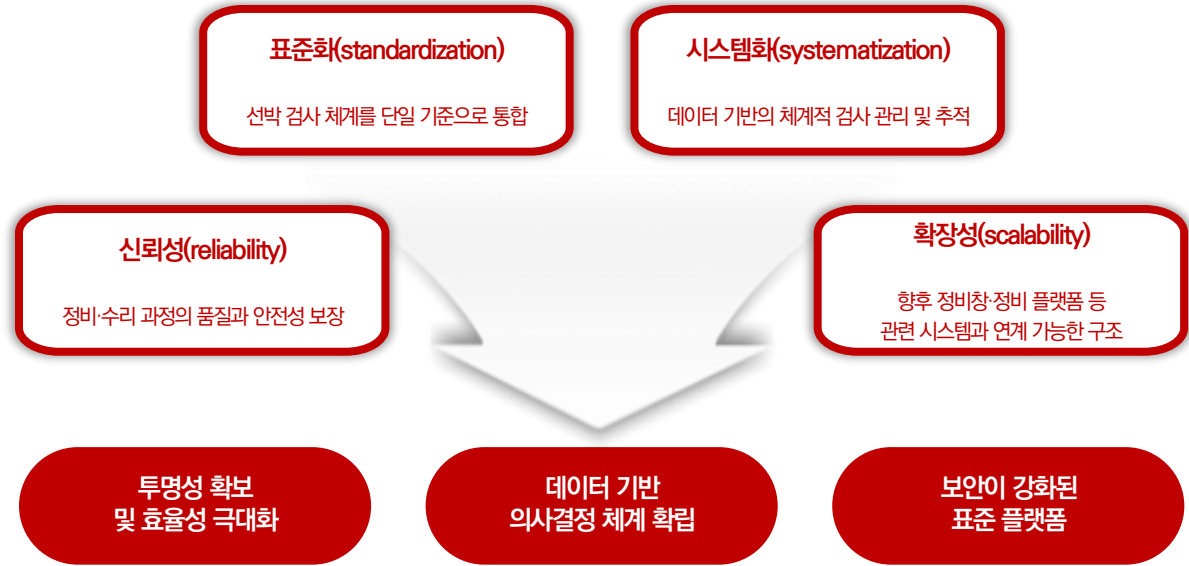 표준화(standardization)
선박 검사 체계를 단일 기준으로 통합
시스템화(systematization)
데이터 기반의 체계적 검사 관리 및 추적
신뢰성(reliability)
정비·수리 과정의 품질과 안전성 보장
확장성(scalability)
향후 정비창·정비 플랫폼 등
관련 시스템과 연계 가능한 구조
투명성 확보
및 효율성 극대화
데이터 기반
의사결정 체계 확립
보안이 강화된
표준 플랫폼